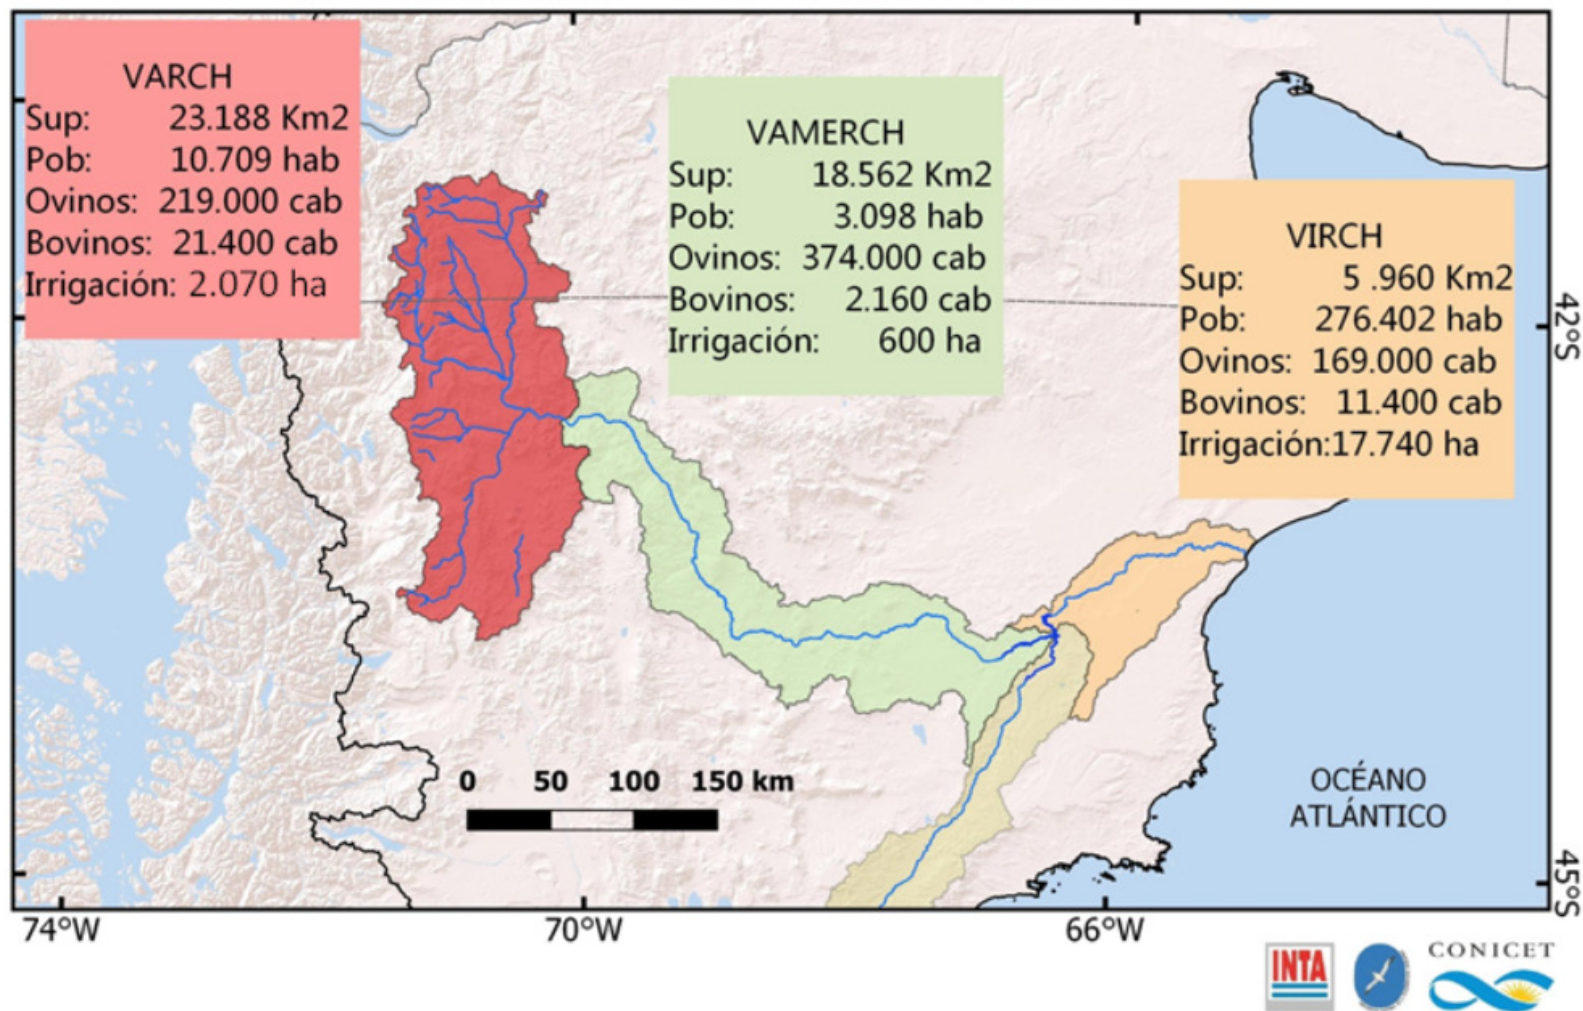 VARCH
Sup: 23.188 Km2
Pob: 10.709 hab
Ovinos: 219.000 cab
Bovinos: 21.400 cab
Irrigación: 2.070 ha
VAMERCH
Sup: 18.562 Km2
Pob: 3.098 hab
Ovinos: 374.000 cab
Bovinos: 2.160 cab
Irrigación: 600 ha
VIRCH
Sup: 5 .960 Km2
Pob: 276.402 hab
Ovinos: 169.000 cab
Bovinos: 11.400 cab
Irrigación:17.740 ha
42°S
0 50 100 150 km
OCÉANO
ATLÁNTICO
45°S
74°W 70°W 66°W
INTA
CONICET